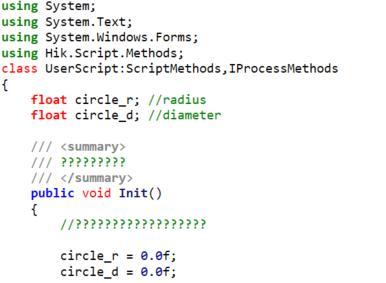 using System;
using System.Text;
using System.Windows.Forms;
using Hik.Script.Methods;
class UserScript:ScriptMethods,IProcessMethods
{
    float circle_r; //radius
    float circle_d; //diameter

    /// <summary>
    /// ?????????
    /// </summary>
    public void Init()
    {
        //??????????????????

        circle_r = 0.0f;
        circle_d = 0.0f;